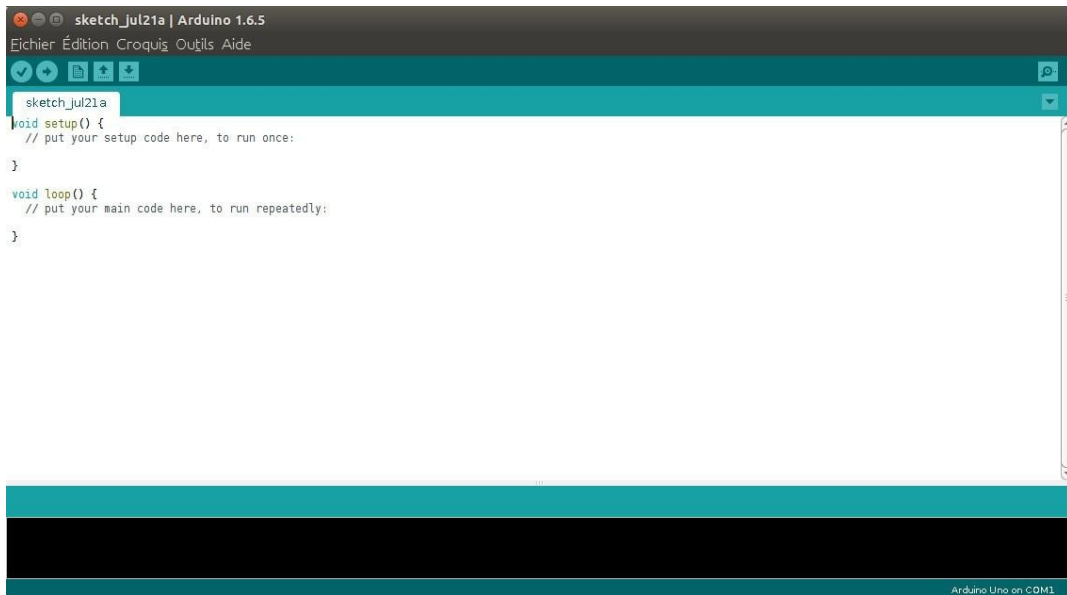 sketch_jul21a | Arduino 1.6.5
Fichier Édition Croquis Outils Aide
sketch_jul21a
void setup() {
  // put your setup code here, to run once:
}
void loop() {
  // put your main code here, to run repeatedly:
}
Arduino Uno on COM1